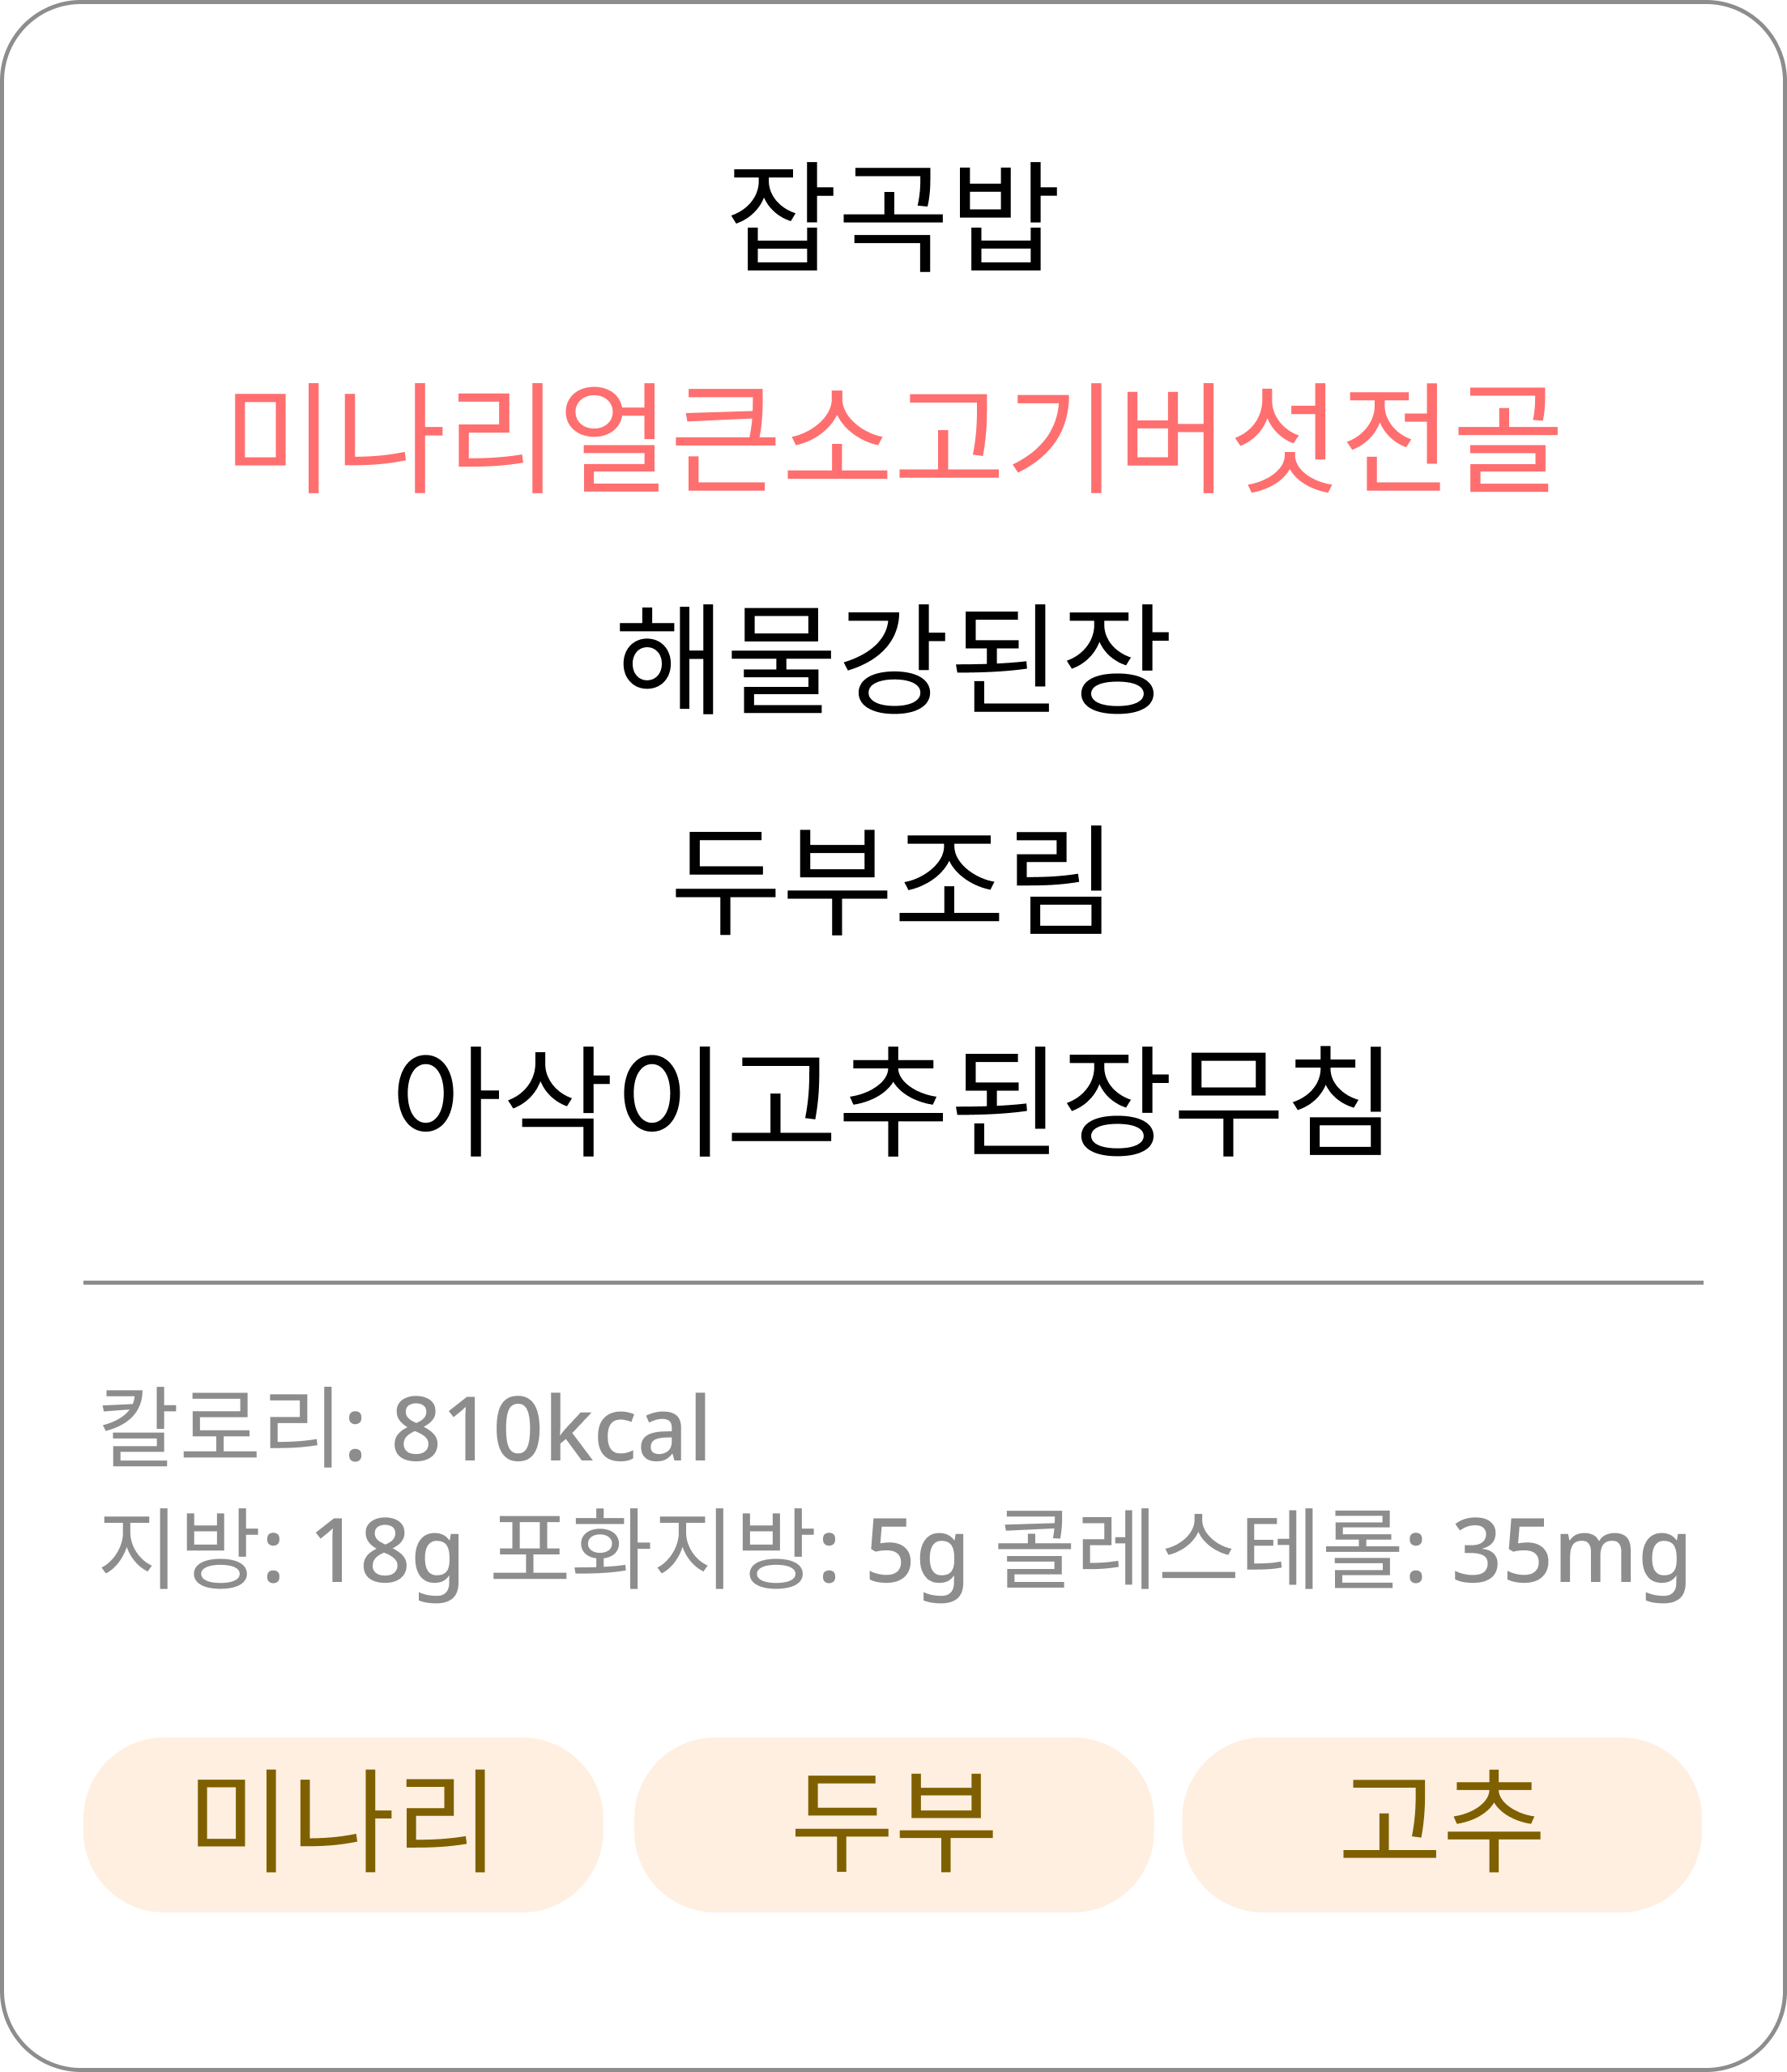 잡곡밥
미나리얼큰소고기버섯전골
해물감된장
두부조림
아삭이고추된장무침
칼로리: 810kcal
지방: 18g 포화지방: 5g 콜레스테롤: 35mg
미나리 두부 고추